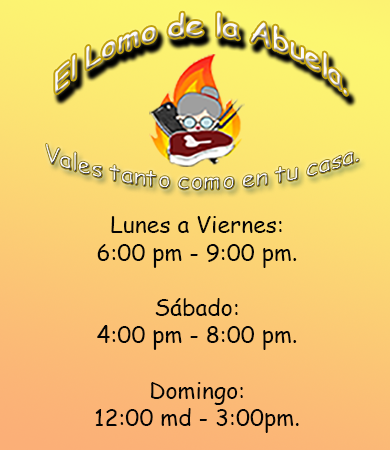 El Lomo de la Abuela.
Vales tanto como en tu casa.
Lunes a Viernes:
6:00 pm - 9:00 pm.
Sábado:
4:00 pm - 8:00 pm.
Domingo:
12:00 md - 3:00pm.